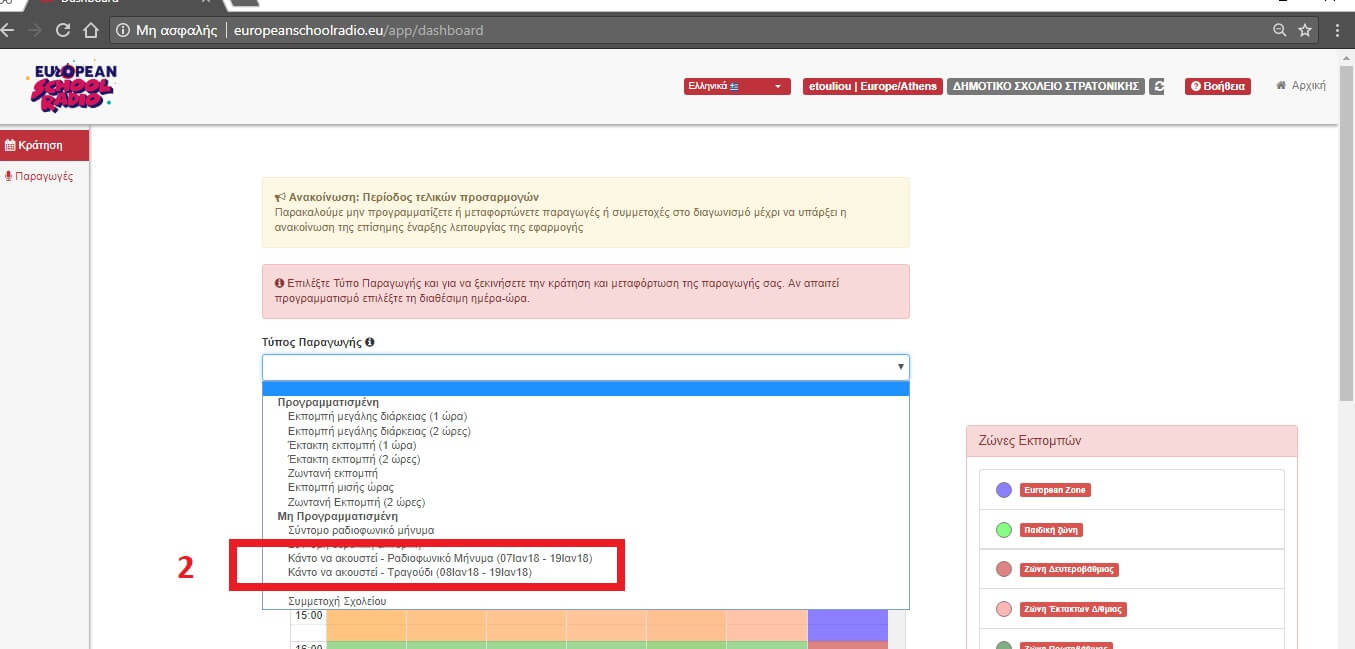 Dashboard
Μη ασφαλής
europeanschoolradio.eu/app/dashboard
EUROPEAN
SCHOOL
RADIO
Ελληνικά
etouliou | Europe/Athens
ΔΗΜΟΤΙΚΟ ΣΧΟΛΕΙΟ ΣΤΡΑΤΟΝΙΚΗΣ
Βοήθεια
Αρχική
Κράτηση
Παραγωγές
Ανακοίνωση: Περίοδος τελικών προσαρμογών
Παρακαλούμε μην προγραμματίζετε ή μεταφορτώνετε παραγωγές ή συμμετοχές στο διαγωνισμό μέχρι να υπάρξει η
ανακοίνωση της επίσημης έναρξης λειτουργίας της εφαρμογής
Επιλέξτε Τύπο Παραγωγής και για να ξεκινήσετε την κράτηση και μεταφόρτωση της παραγωγής σας. Αν απαιτεί
προγραμματισμό επιλέξτε τη διαθέσιμη ημέρα-ώρα.
Τύπος Παραγωγής
Προγραμματισμένη
Εκπομπή μεγάλης διάρκειας (1 ώρα)
Εκπομπή μεγάλης διάρκειας (2 ώρες)
Έκτακτη εκπομπή (1 ώρα)
Έκτακτη εκπομπή (2 ώρες)
Ζωντανή εκπομπή
Εκπομπή μισής ώρας
Ζωντανή Εκπομπή (2 ώρες)
Μη Προγραμματισμένη
Σύντομο ραδιοφωνικό μήνυμα
2
Κάντο να ακουστεί - Ραδιοφωνικό Μήνυμα (07Ιαν18 - 19Ιαν18)
Κάντο να ακουστεί - Τραγούδι (08Ιαν18 - 19Ιαν18)
Συμμετοχή Σχολείου
15:00
16:00
Ζώνες Εκπομπών
European Zone
Παιδική ζώνη
Ζώνη Δευτεροβάθμιας
Ζώνη Έκτακτων Δ/θμιας
Ζώνη Πρωτοβάθμιας